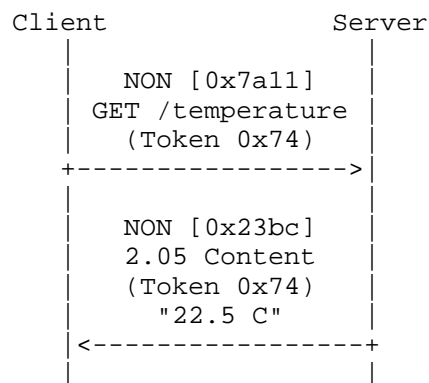 Client Server
NON [0x7a11]
GET /temperature
(Token 0x74)
+----------------->
NON [0x23bc]
2.05 Content
(Token 0x74)
"22.5 C"
<-----------------+